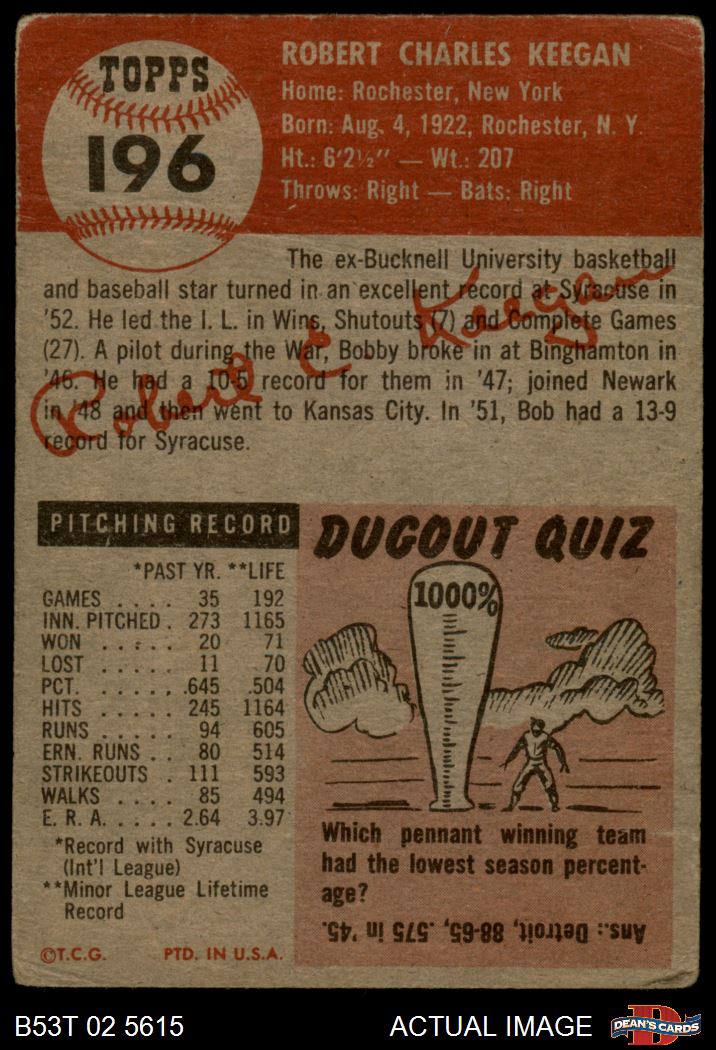 TOPPS
196
ROBERT CHARLES KEEGAN
Home: Rochester, New York
Born: Aug. 4, 1922, Rochester, N. Y.
Ht.: 6'2½" — Wt.: 207
Throws: Right — Bats: Right
The ex-Bucknell University basketball
and baseball star turned in an excellent record at Syracuse in
'52. He led the I. L. in Wins, Shutouts (7) and Complete Games
(27). A pilot during the War, Bobby broke in at Binghamton in
'46. He had a 10-5 record for them in '47; joined Newark
in '48 and then went to Kansas City. In '51, Bob had a 13-9
record for Syracuse.
Robert C. Keegan
PITCHING RECORD
*PAST YR. **LIFE
GAMES . . . . 35 192
INN. PITCHED . 273 1165
WON . . . . . 20 71
LOST . . . . . 11 70
PCT. . . . . . .645 .504
HITS . . . . . 245 1164
RUNS . . . . . 94 605
ERN. RUNS . . 80 514
STRIKEOUTS . 111 593
WALKS . . . . 85 494
E. R. A. . . . . 2.64 3.97
*Record with Syracuse
(Int'l League)
**Minor League Lifetime
Record
©T.C.G. PTD. IN U.S.A.
DUGOUT QUIZ
1000%
Which pennant winning team
had the lowest season percent-
age?
Ans.: Detroit, 88-65, .575 in '45.
B53T 02 5615 ACTUAL IMAGE
DEAN'S CARDS